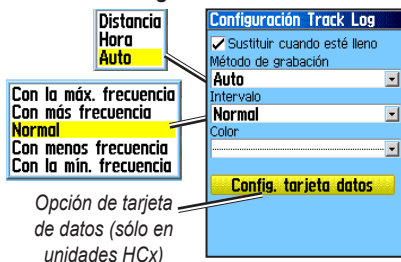 Distancia
Hora
Auto
Con la máx. frecuencia
Con más frecuencia
Normal
Con menos frecuencia
Con la mín. frecuencia
Opción de tarjeta
de datos (sólo en
unidades HCx)
Configuración Track Log
Sustituir cuando esté lleno
Método de grabación
Auto
Intervalo
Normal
Color
Config. tarjeta datos